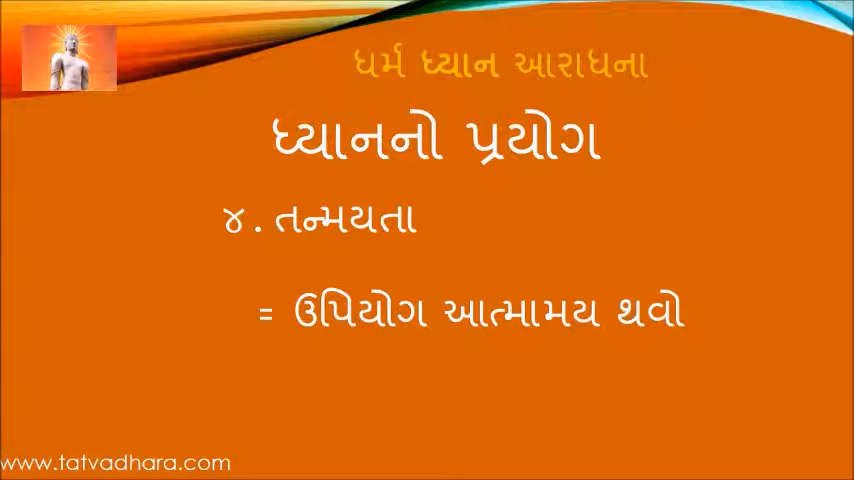 ધર્મ ધ્યાન આરાધના
ધ્યાનનો પ્રયોગ
૪. તન્મયતા
= ઉપિયોગ આત્મામય થવો
www.tatvadhara.com